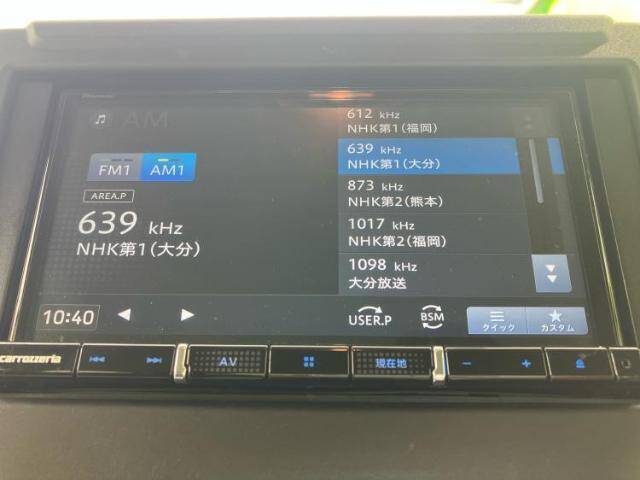 Pioneer
AM
FM1 AM1
AREA.P
639 kHz
NHK第1(大分)
612 kHz
NHK第1(福岡)
639 kHz
NHK第1(大分)
873 kHz
NHK第2(熊本)
1017 kHz
NHK第2(福岡)
1098 kHz
大分放送
10:40
USER.P
BSM
クイック
カスタム
carrozzeria
AV
現在地
− +